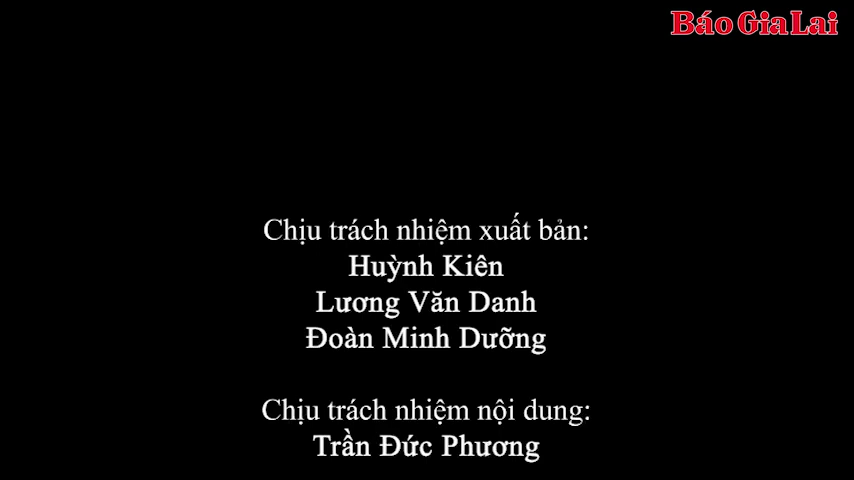 Báo Gia Lai
Chịu trách nhiệm xuất bản:
Huỳnh Kiên
Lương Văn Danh
Đoàn Minh Dưỡng
Chịu trách nhiệm nội dung:
Trần Đức Phương